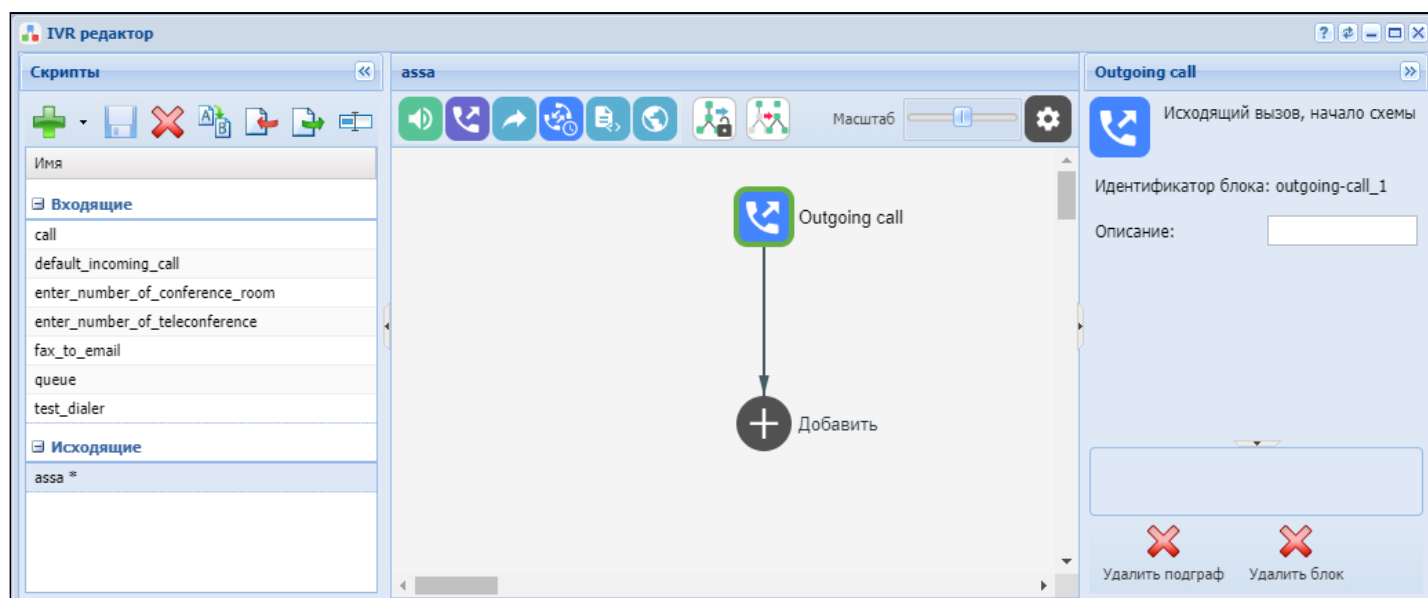 IVR редактор
Скрипты
Имя
Входящие
call
default_incoming_call
enter_number_of_conference_room
enter_number_of_teleconference
fax_to_email
queue
test_dialer
Исходящие
assa *
assa
Масштаб
Outgoing call
Добавить
Outgoing call
Исходящий вызов, начало схемы
Идентификатор блока: outgoing-call_1
Описание:
Удалить подграф Удалить блок